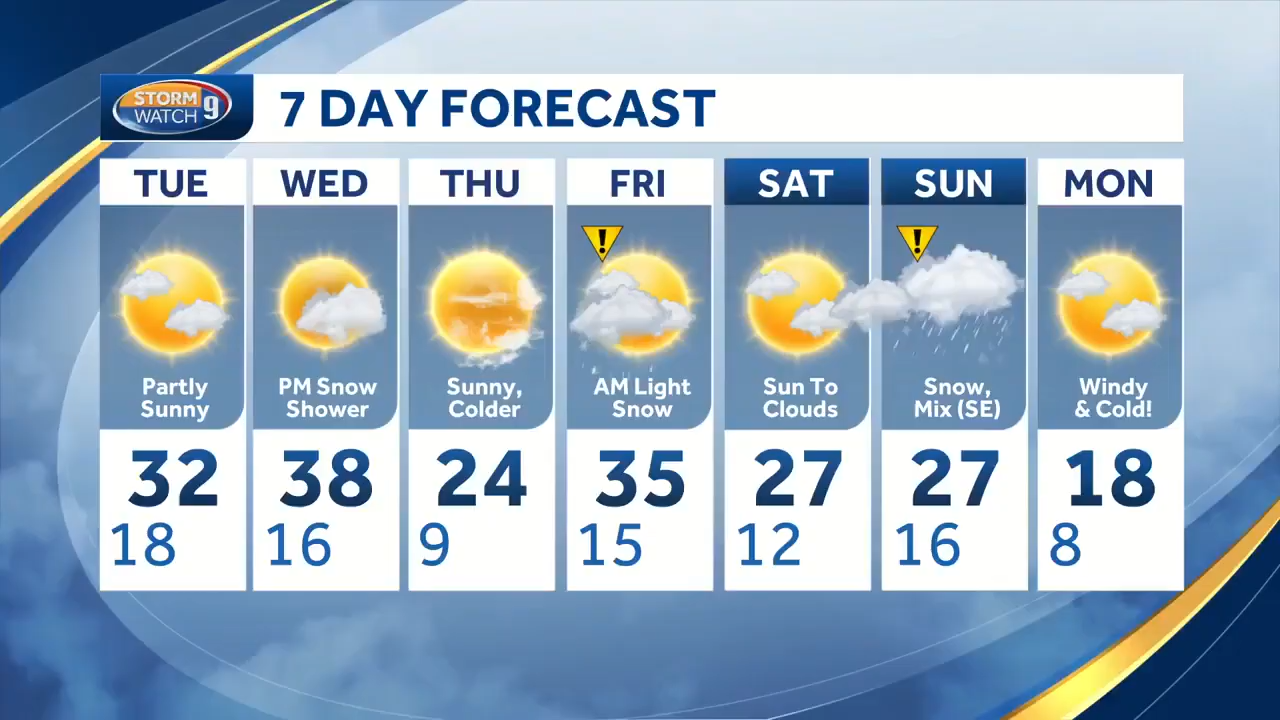 STORM
WATCH 9
7 DAY FORECAST
TUE
WED
THU
FRI
SAT
SUN
MON
!
!
Partly
Sunny
PM Snow
Shower
Sunny,
Colder
AM Light
Snow
Sun To
Clouds
Snow,
Mix (SE)
Windy
& Cold!
32
38
24
35
27
27
18
18
16
9
15
12
16
8